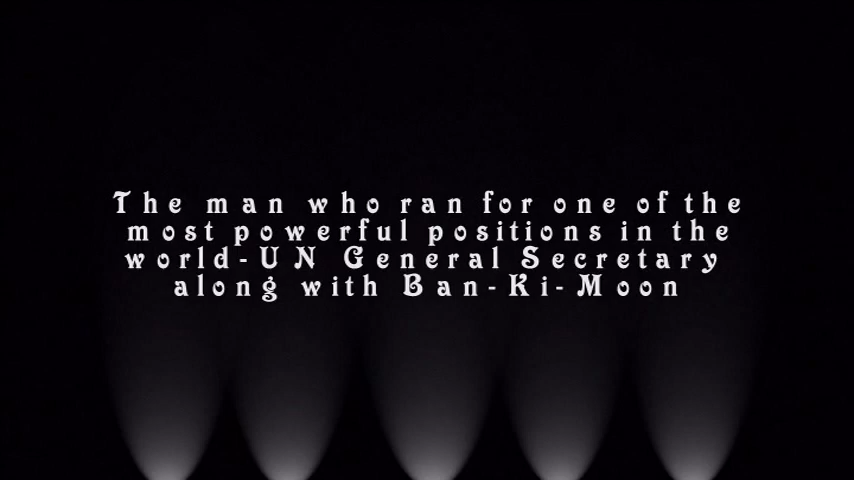 The man who ran for one of the
most powerful positions in the
world-UN General Secretary
along with Ban-Ki-Moon